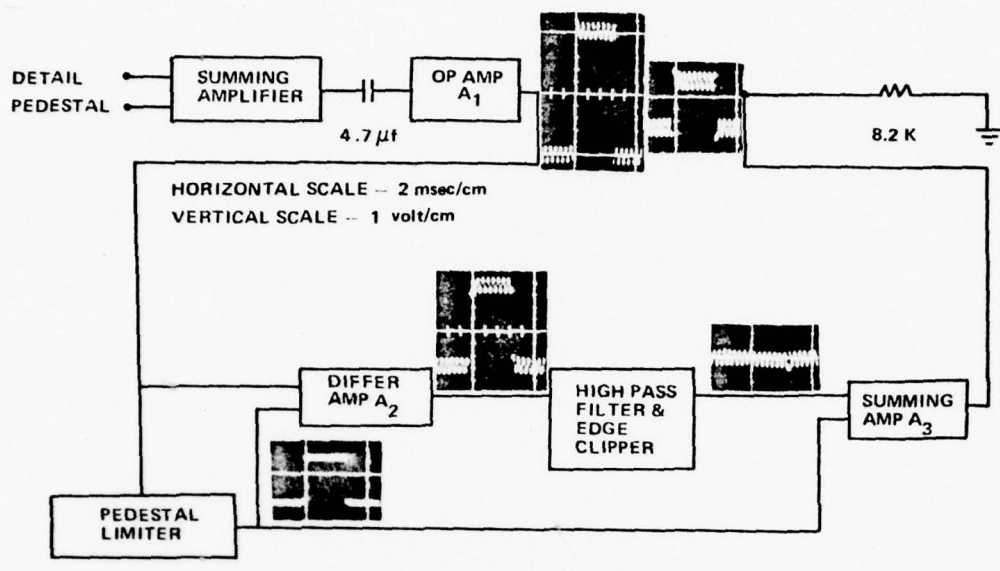 DETAIL
PEDESTAL
SUMMING
AMPLIFIER
4.7 μf
OP AMP
A1
8.2 K
HORIZONTAL SCALE - 2 msec/cm
VERTICAL SCALE - 1 volt/cm
DIFFER
AMP A2
HIGH PASS
FILTER &
EDGE
CLIPPER
SUMMING
AMP A3
PEDESTAL
LIMITER